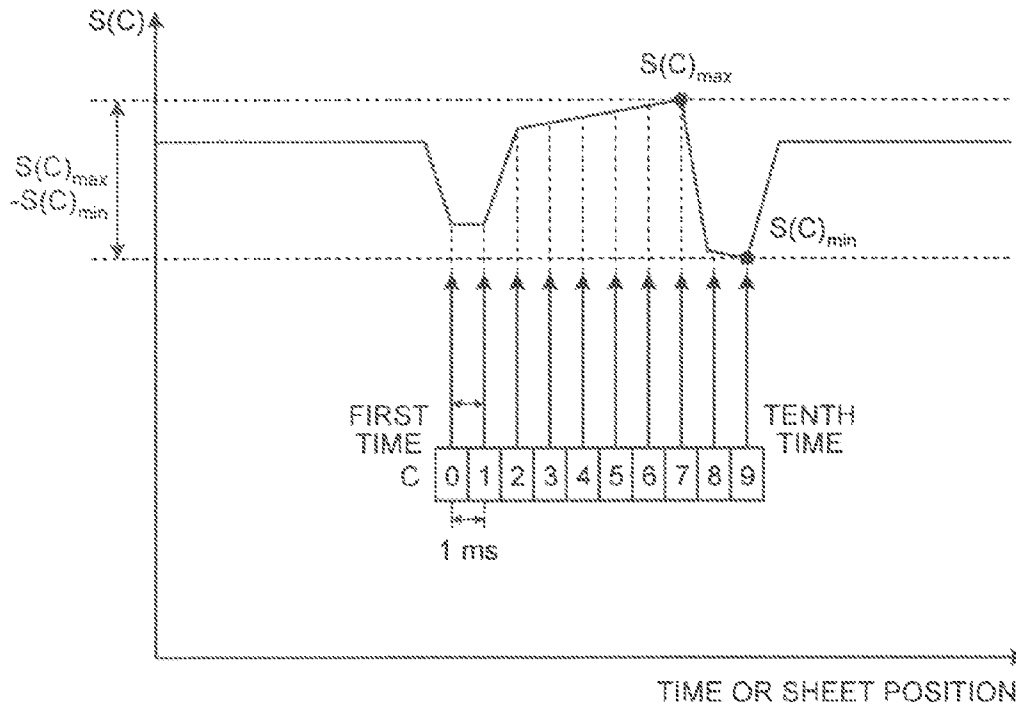 S(C)
S(C)max
S(C)max
-S(C)min
S(C)min
FIRST
TIME
TENTH
TIME
C 0 1 2 3 4 5 6 7 8 9
1 ms
TIME OR SHEET POSITION